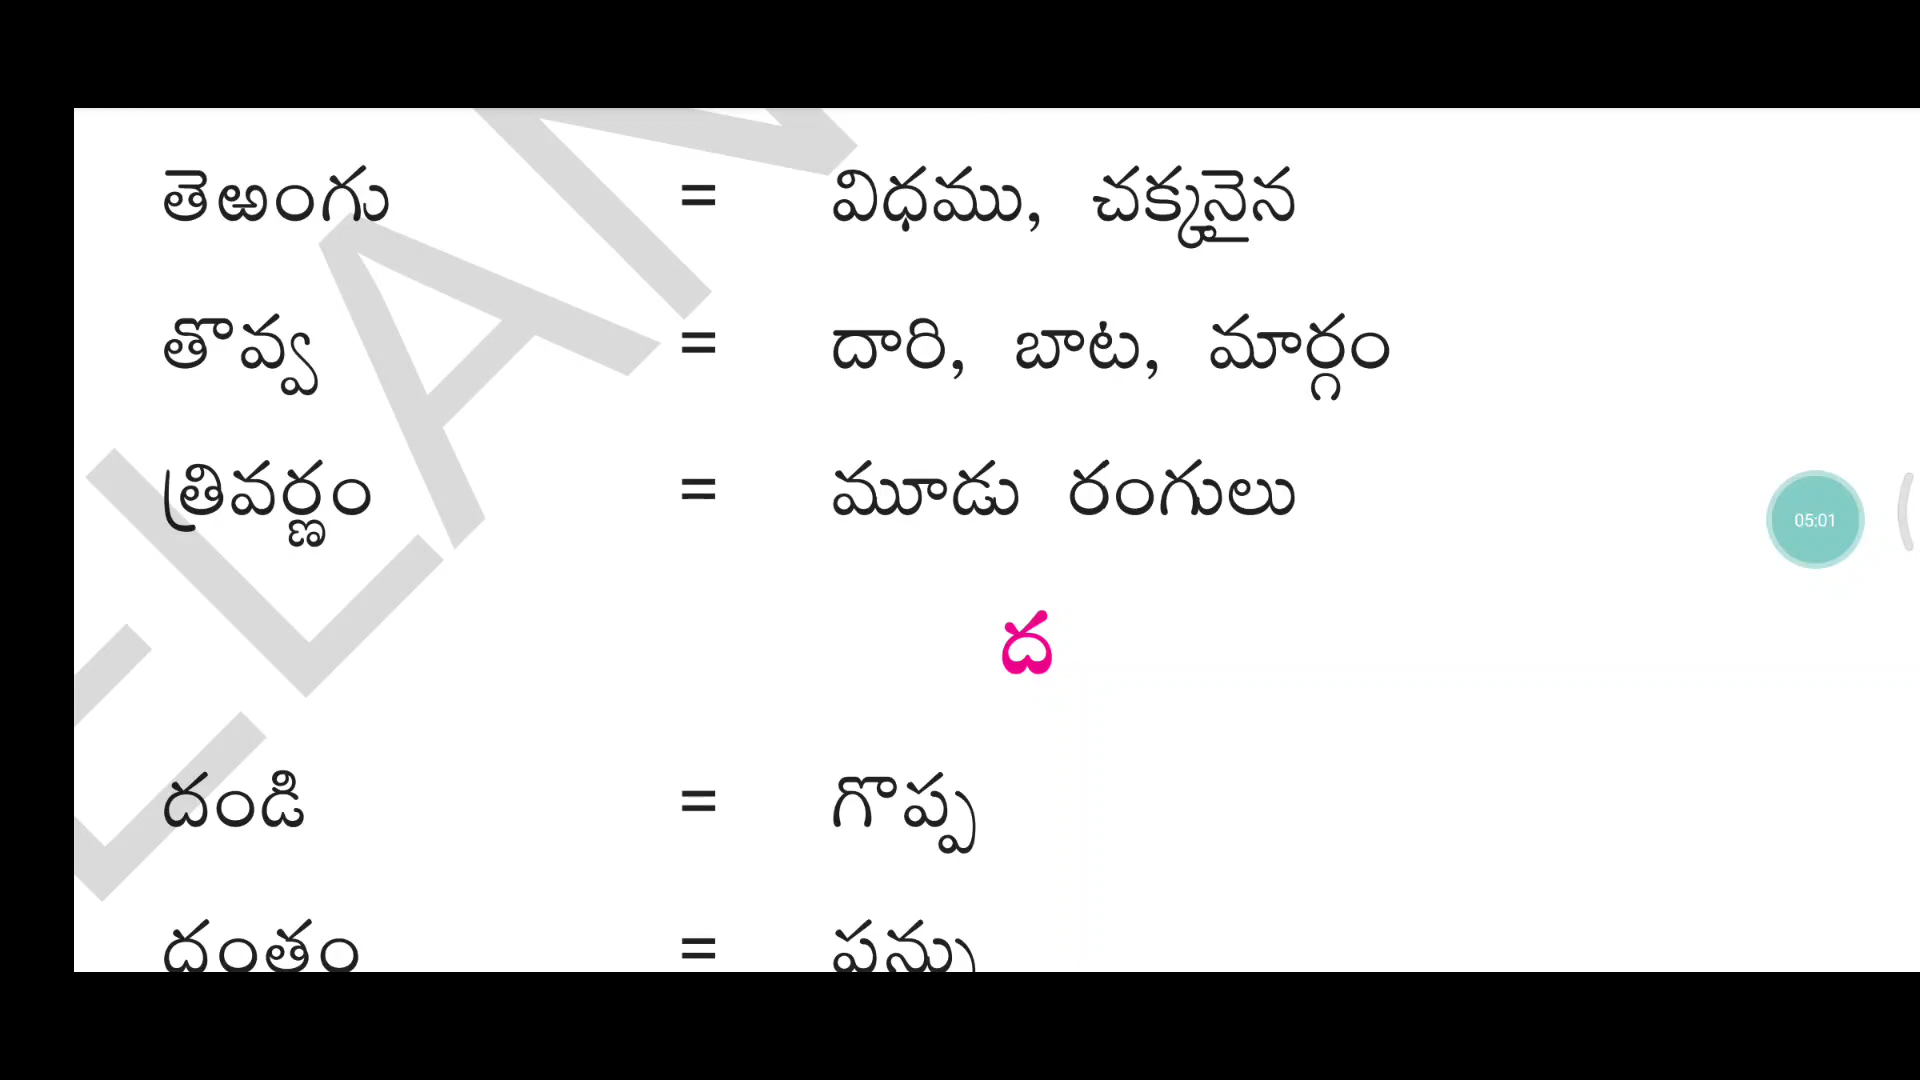 తెఱంగు = విధము, చక్కనైన
తొవ్వ = దారి, బాట, మార్గం
త్రివర్ణం = మూడు రంగులు
05:01
ద
దండి = గొప్ప
దంతం = పన్ను